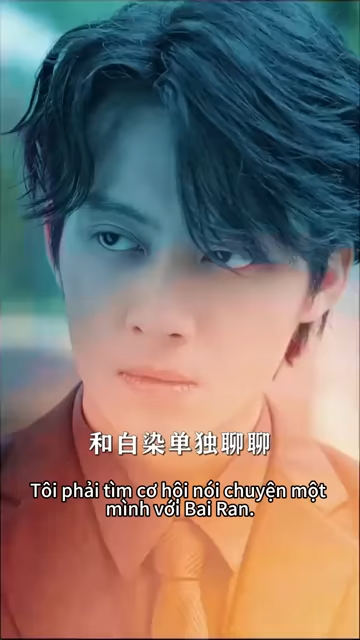 和白染单独聊聊
Tôi phải tìm cơ hội nói chuyện một
mình với Bai Ran.